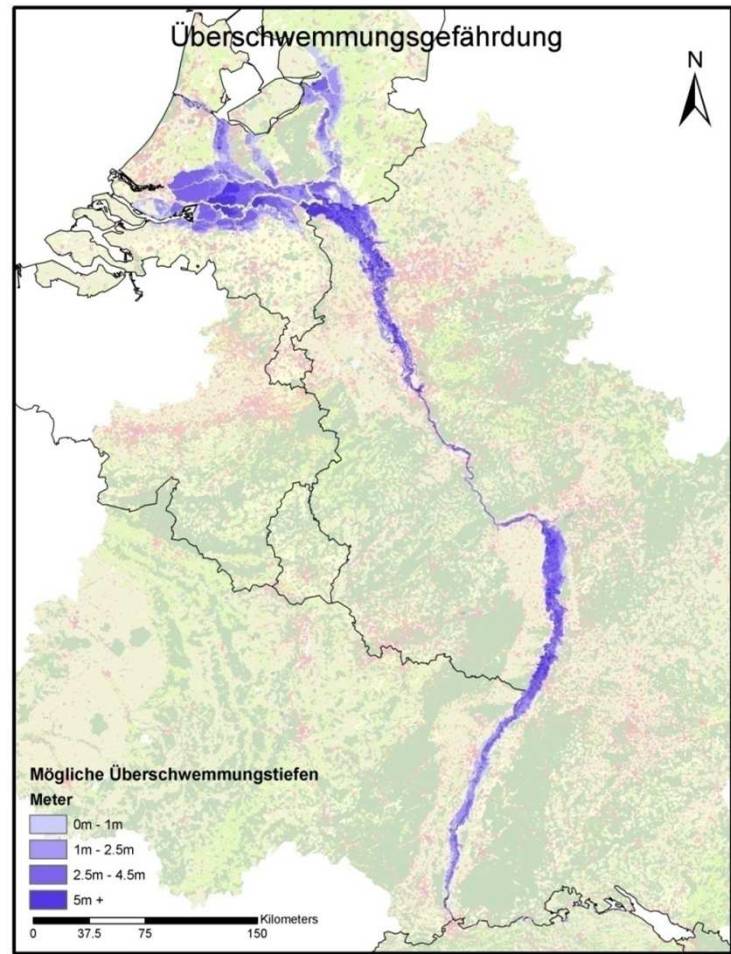 Überschwemmungsgefährdung
N
Mögliche Überschwemmungstiefen
Meter
0m - 1m
1m - 2.5m
2.5m - 4.5m
5m +
Kilometers
0 37.5 75 150